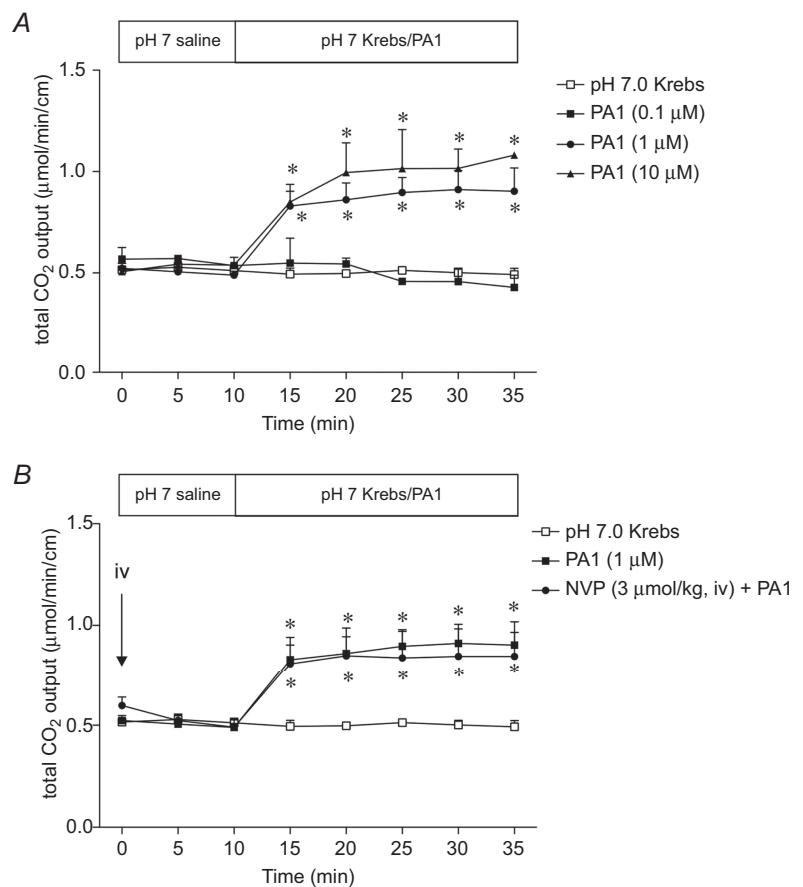 A
pH 7 saline
pH 7 Krebs/PA1
1.5
1.0
0.5
0.0
total CO2 output (μmol/min/cm)
* * * * *
* * * * *
0 5 10 15 20 25 30 35
Time (min)
pH 7.0 Krebs
PA1 (0.1 μM)
PA1 (1 μM)
PA1 (10 μM)
B
pH 7 saline
pH 7 Krebs/PA1
1.5
1.0
0.5
0.0
total CO2 output (μmol/min/cm)
iv
* * * * *
* * * * *
0 5 10 15 20 25 30 35
Time (min)
pH 7.0 Krebs
PA1 (1 μM)
NVP (3 μmol/kg, iv) + PA1